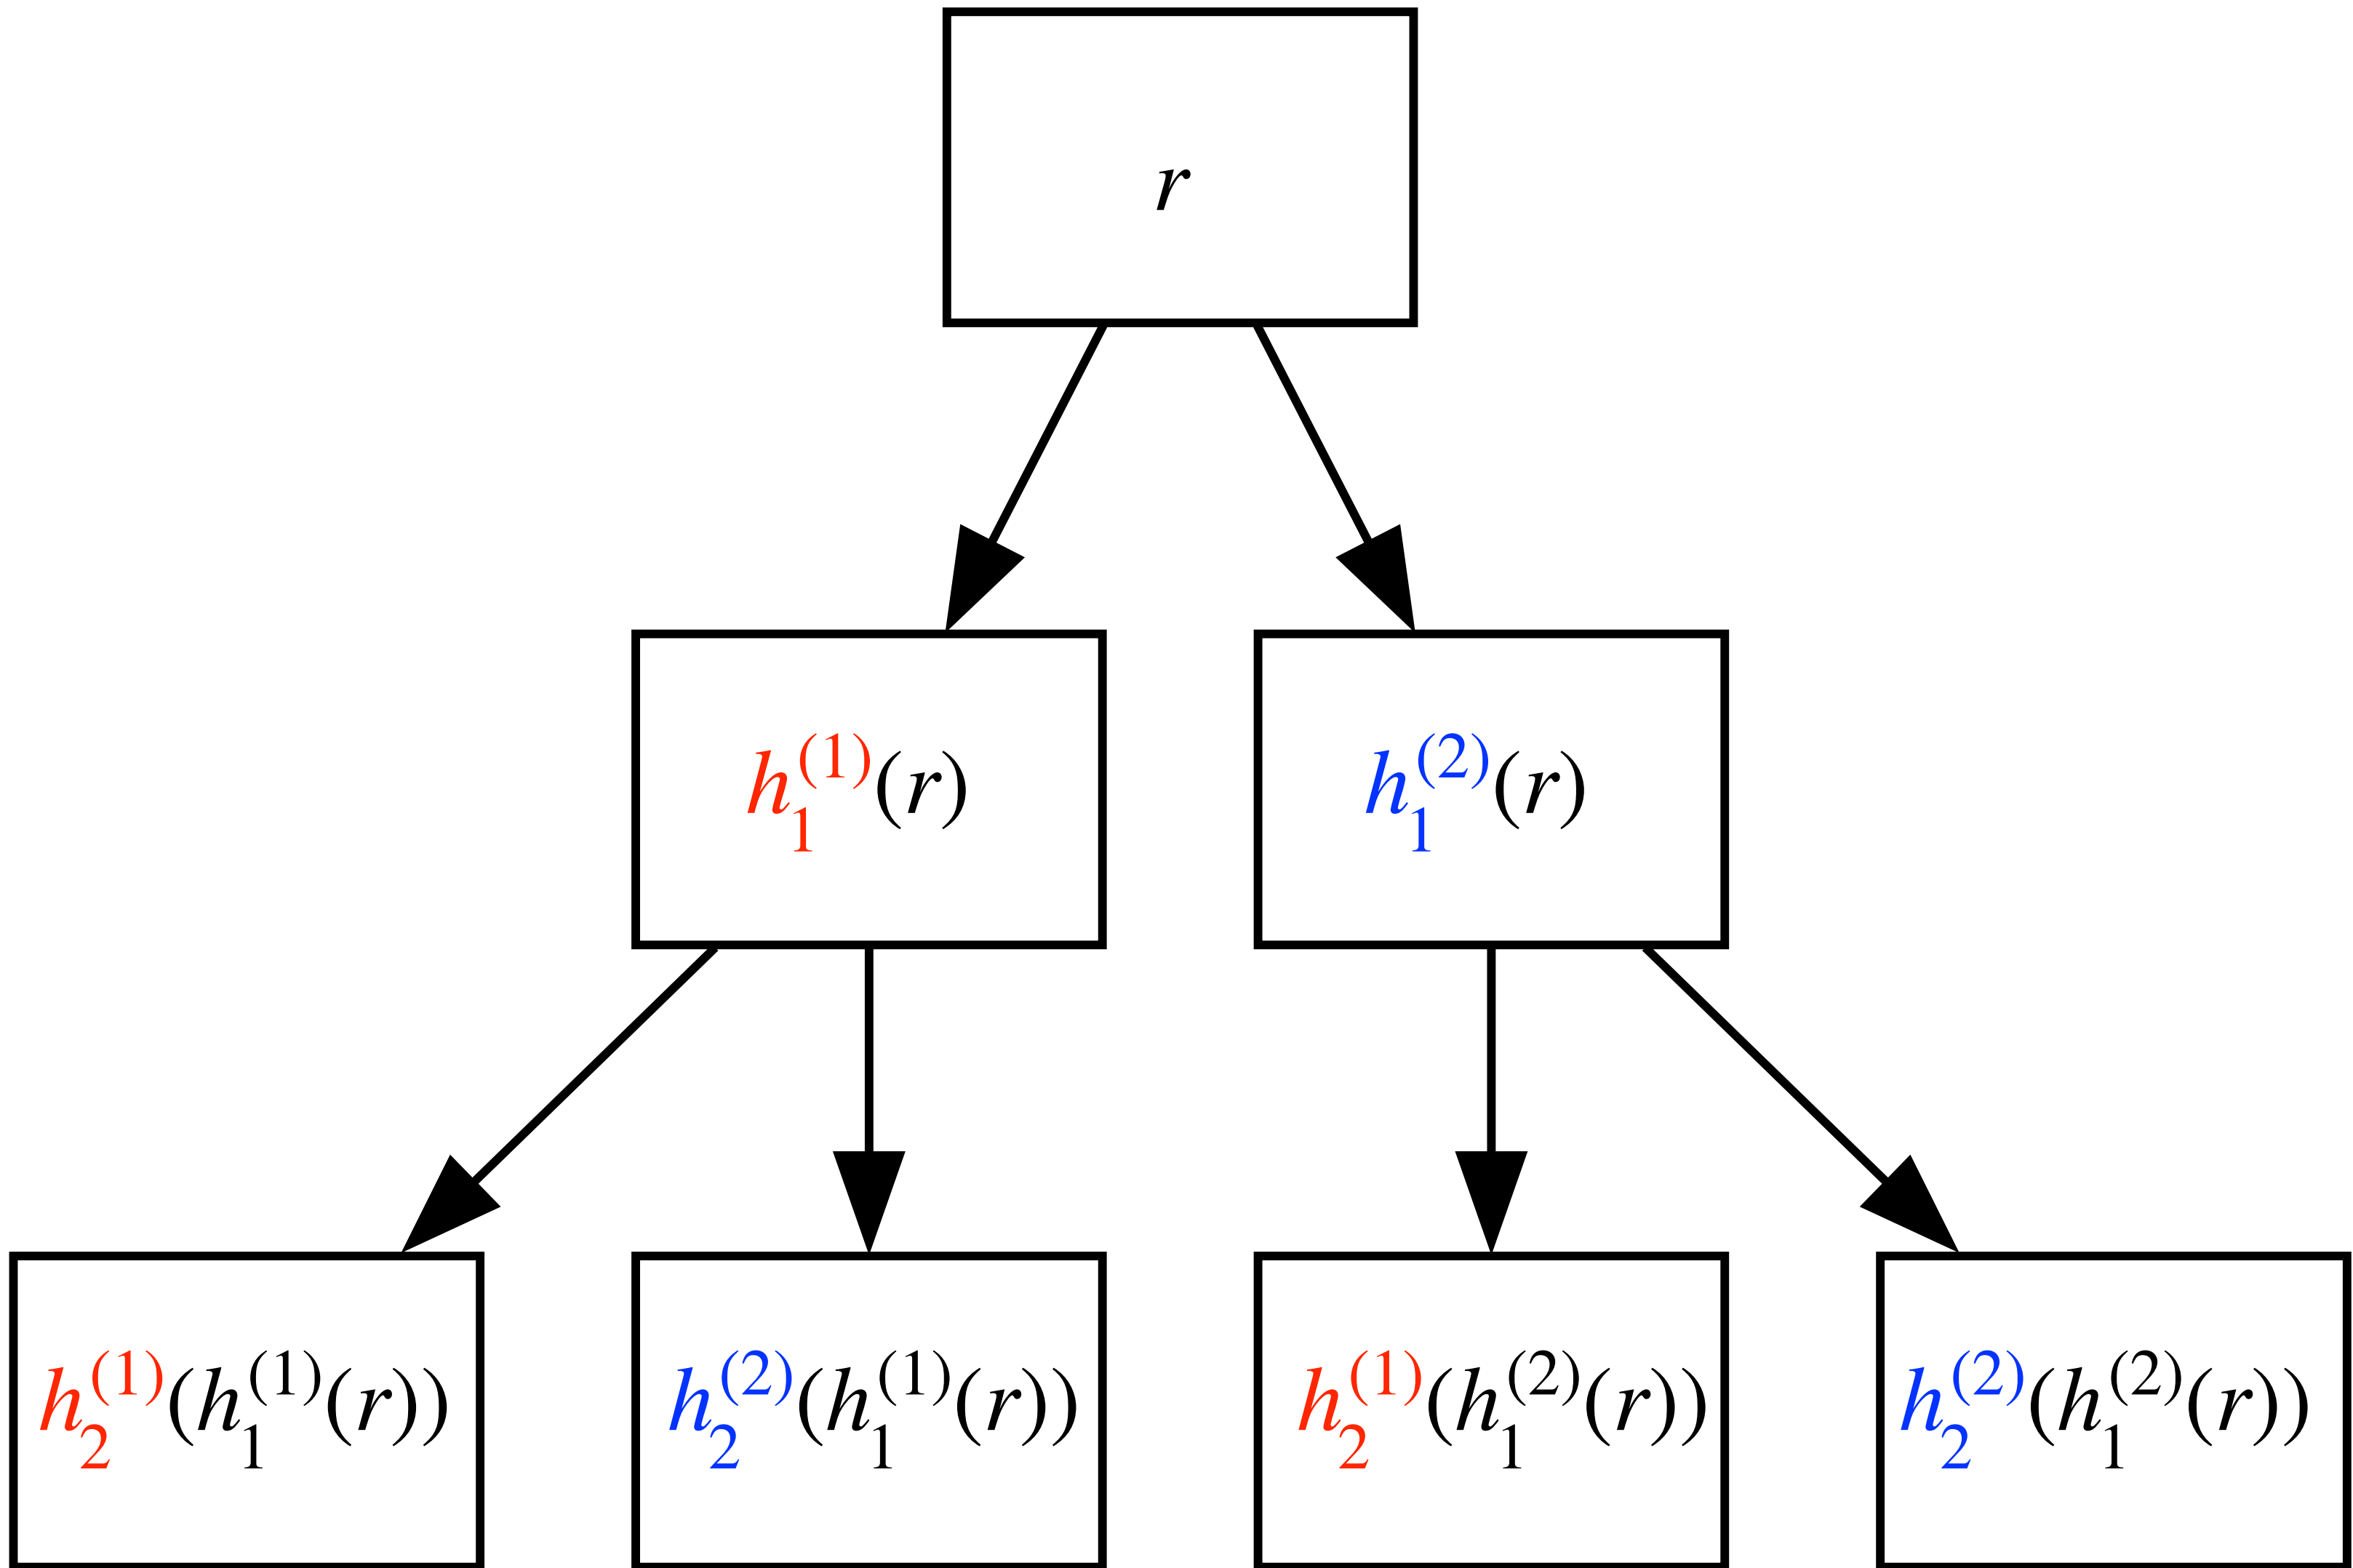 r
h_1^{(1)}(r)
h_1^{(2)}(r)
h_2^{(1)}(h_1^{(1)}(r))
h_2^{(2)}(h_1^{(1)}(r))
h_2^{(1)}(h_1^{(2)}(r))
h_2^{(2)}(h_1^{(2)}(r))